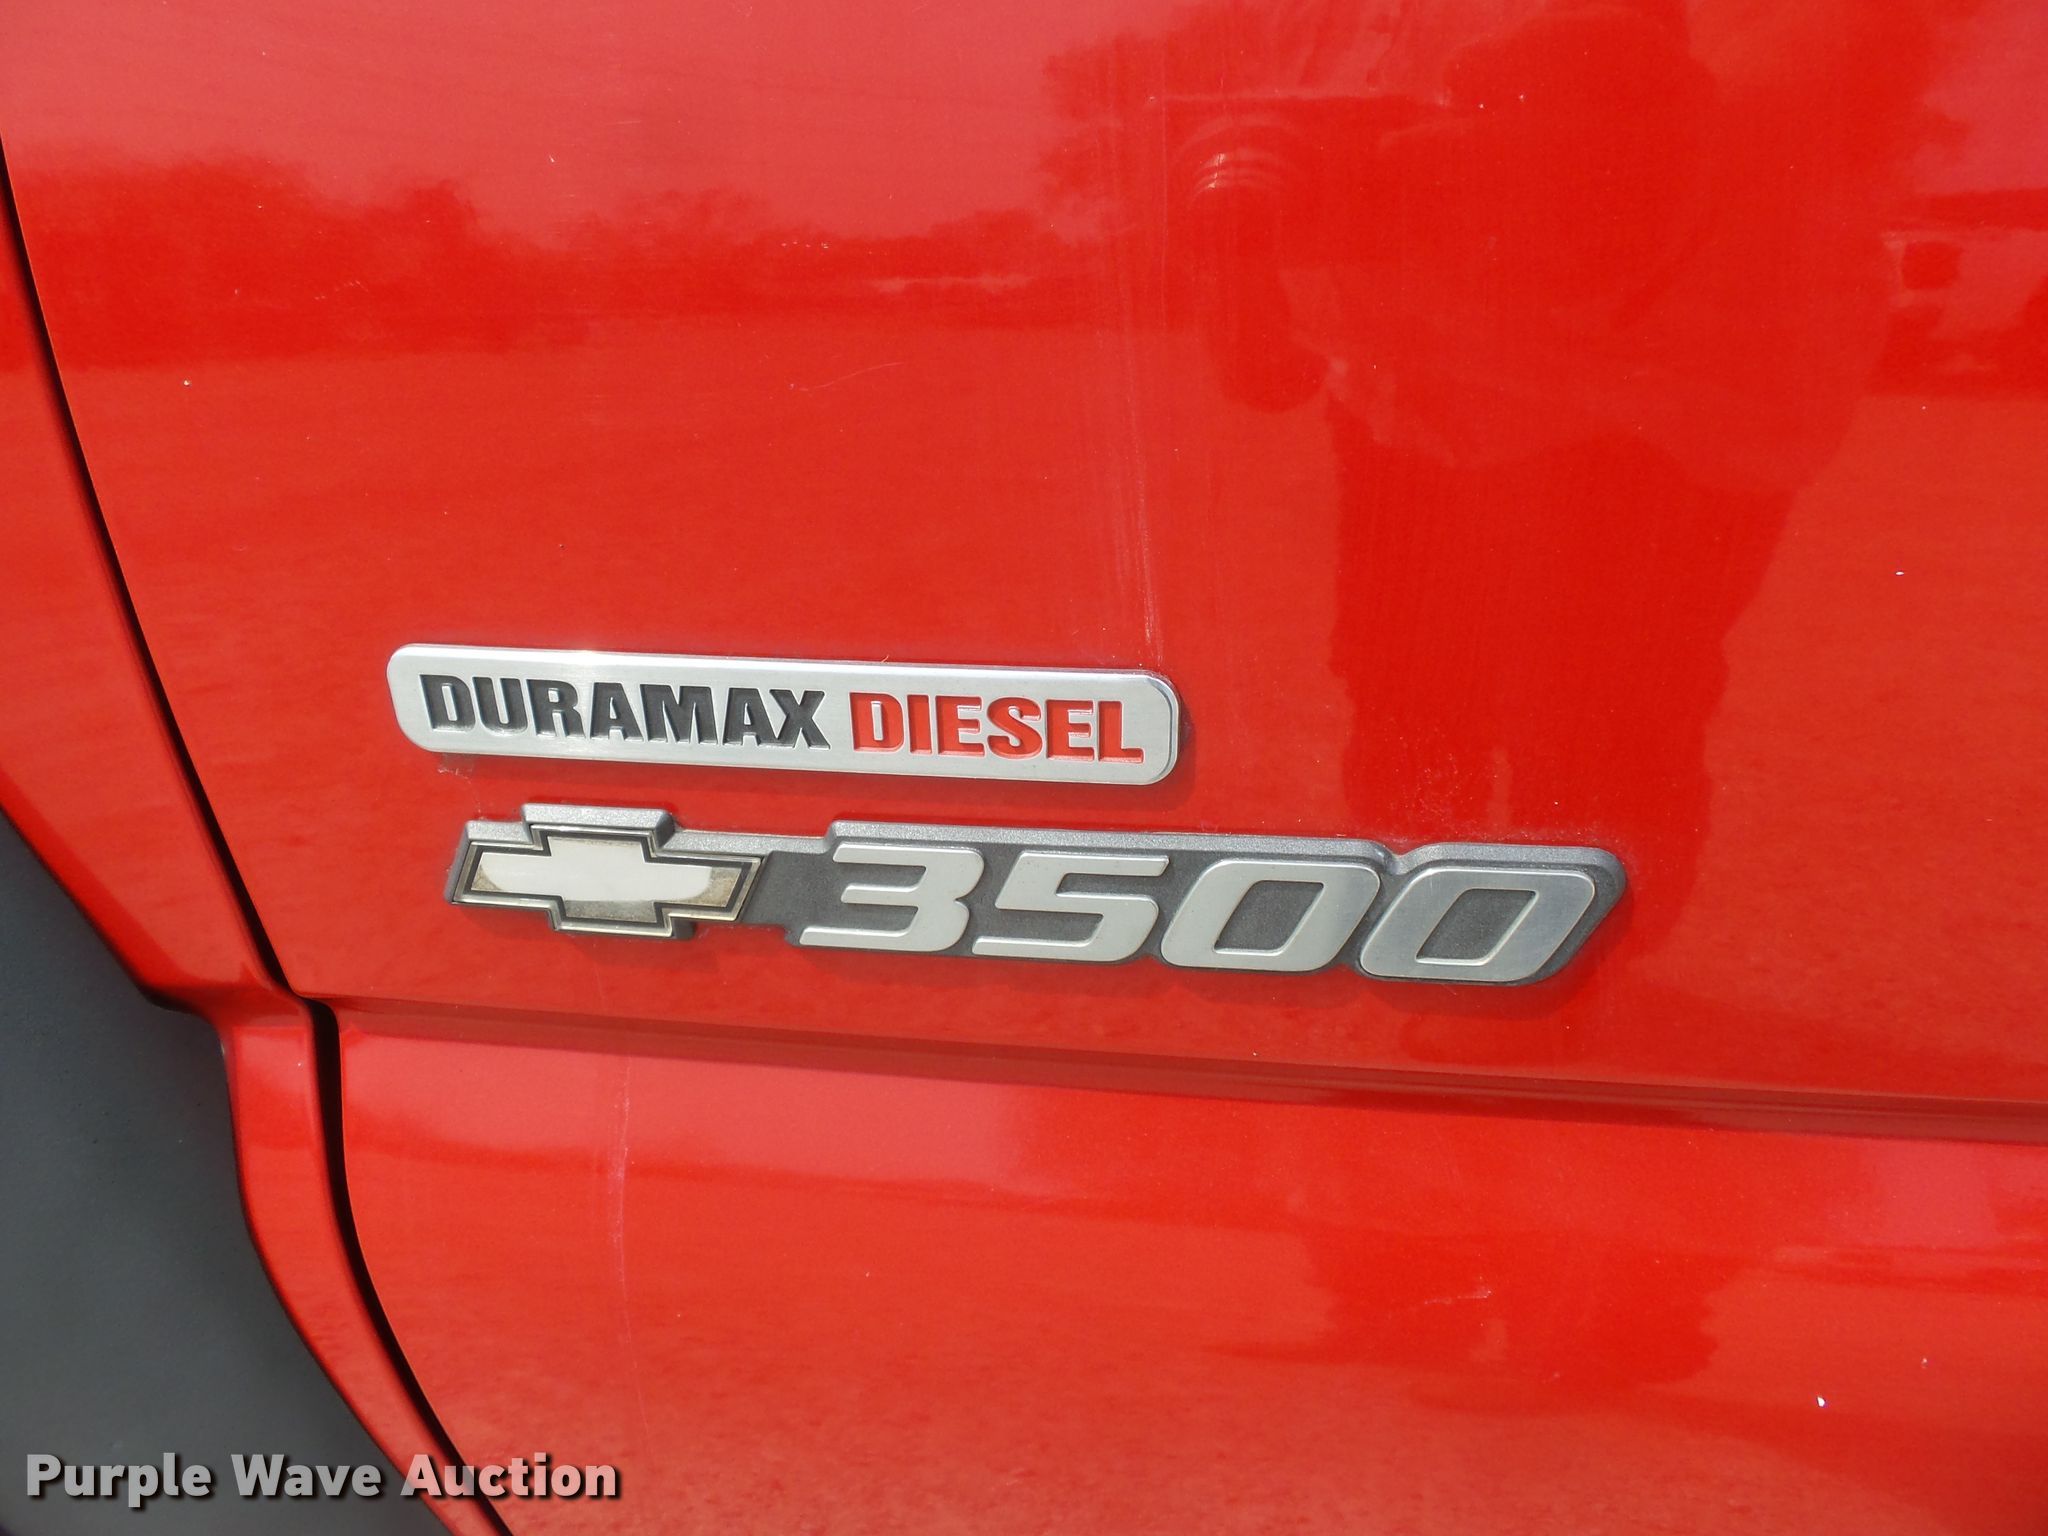 DURAMAX DIESEL
3500
Purple Wave Auction